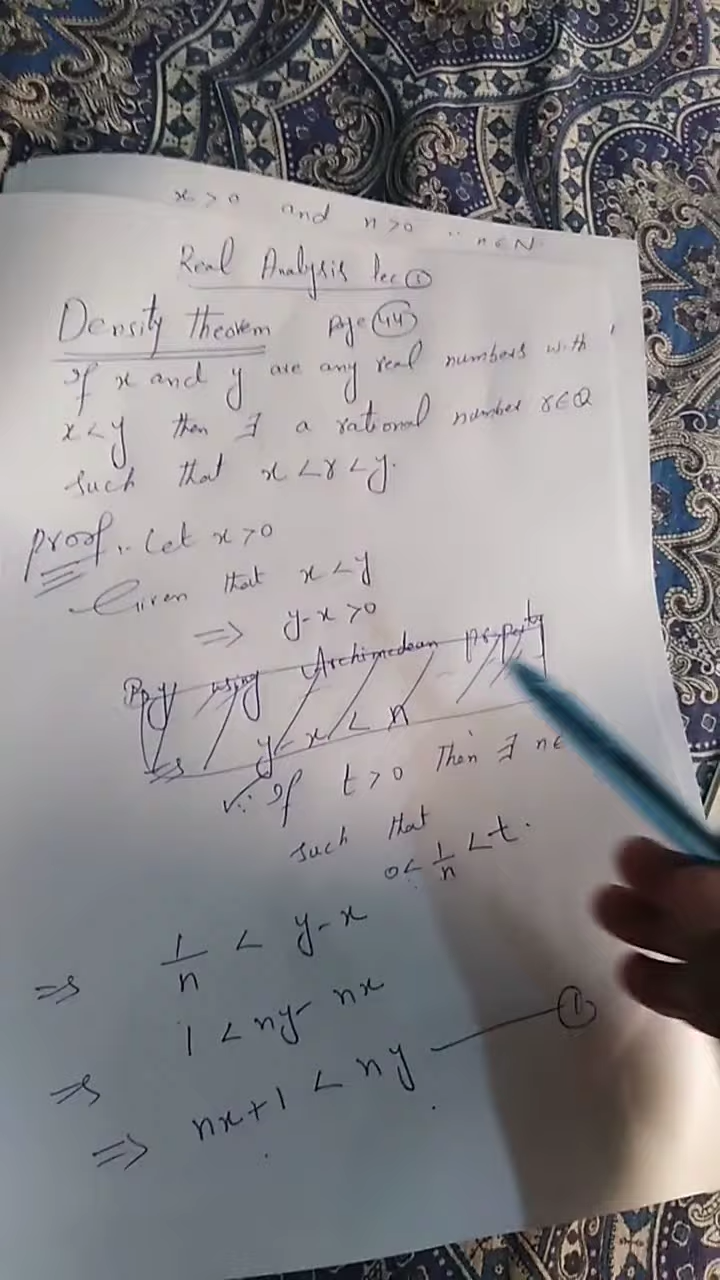 x > 0 and n > 0 ∵ n ∈ N.
Real Analysis lec ③
Density theorem Page 44
If x and y are any real numbers with
x < y then ∃ a rational number r ∈ Q
such that x < r < y.
Proof:- Let x > 0
Given that x < y
⇒ y - x > 0
By using Archimedean property
⇒ y - x < n
∵ If t > 0 Then ∃ n ∈
such that
0 < 1/n < t.
⇒ 1/n < y - x
⇒ 1 < ny - nx
⇒ nx + 1 < ny — ①